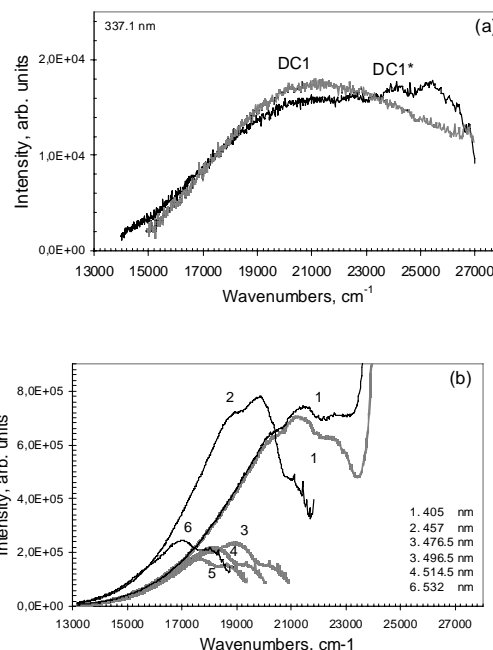 337.1 nm
(a)
DC1
DC1*
Intensity, arb. units
2,0E+04
1,0E+04
0,0E+00
13000 15000 17000 19000 21000 23000 25000 27000
Wavenumbers, cm-1
(b)
Intensity, arb. units
8,0E+05
6,0E+05
4,0E+05
2,0E+05
0,0E+00
2
1
1
6
3
4
5
1. 405 nm
2. 457 nm
3. 476.5 nm
3. 496.5 nm
4. 514.5 nm
6. 532 nm
13000 15000 17000 19000 21000 23000 25000 27000
Wavenumbers, cm-1